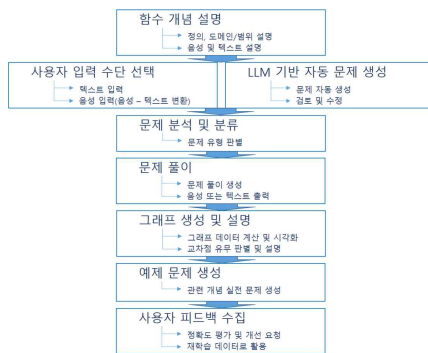 함수 개념 설명
정의, 도메인/범위 설명
음성 및 텍스트 설명
사용자 입력 수단 선택
텍스트 입력
음성 입력(음성 – 텍스트 변환)
LLM 기반 자동 문제 생성
문제 자동 생성
검토 및 수정
문제 분석 및 분류
문제 유형 판별
문제 풀이
문제 풀이 생성
음성 또는 텍스트 출력
그래프 생성 및 설명
그래프 데이터 계산 및 시각화
교차점 유무 판별 및 설명
예제 문제 생성
관련 개념 실전 문제 생성
사용자 피드백 수집
정확도 평가 및 개선 요청
재학습 데이터로 활용